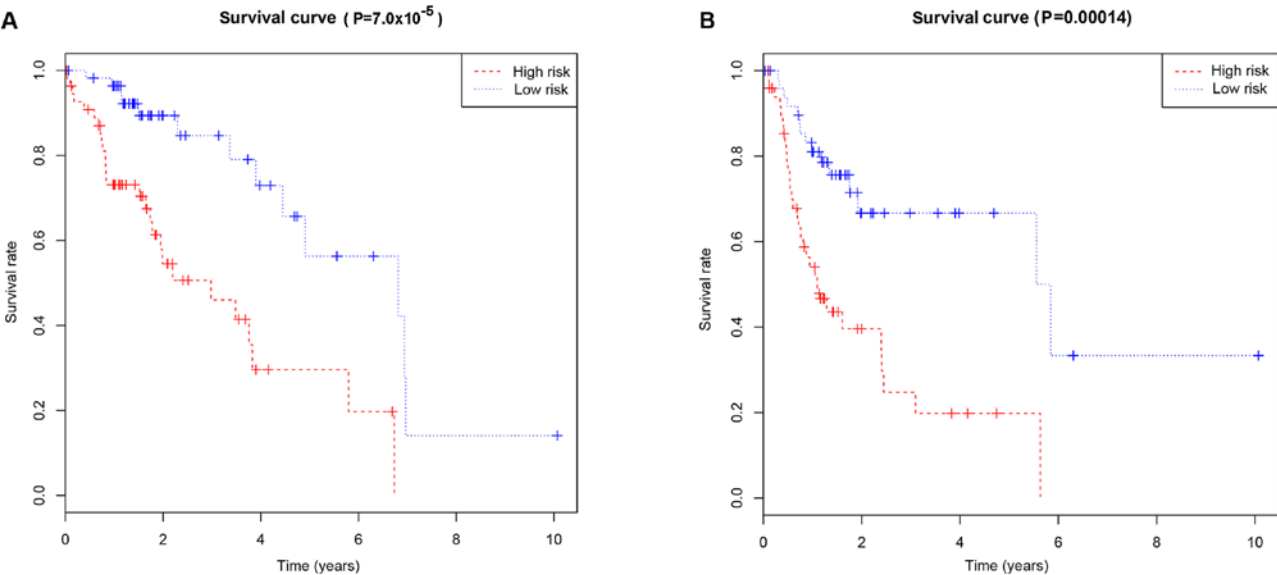 A
Survival curve ( P=7.0x10-5)
High risk
Low risk
Survival rate
1.0
0.8
0.6
0.4
0.2
0.0
0 2 4 6 8 10
Time (years)
B
Survival curve (P=0.00014)
High risk
Low risk
Survival rate
1.0
0.8
0.6
0.4
0.2
0.0
0 2 4 6 8 10
Time (years)